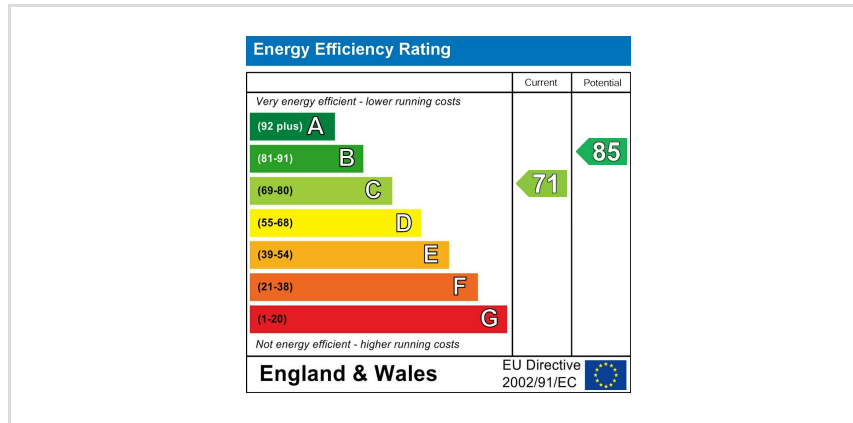 Energy Efficiency Rating
Current Potential
Very energy efficient - lower running costs
(92 plus) A
(81-91) B
85
(69-80) C
71
(55-68) D
(39-54) E
(21-38) F
(1-20) G
Not energy efficient - higher running costs
England & Wales
EU Directive
2002/91/EC